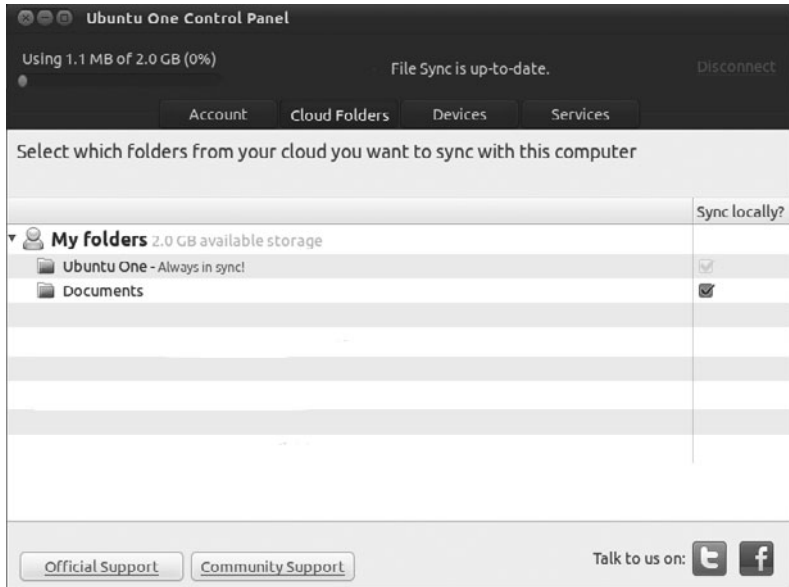 Ubuntu One Control Panel
Using 1.1 MB of 2.0 GB (0%)
File Sync is up-to-date.
Disconnect
Account
Cloud Folders
Devices
Services
Select which folders from your cloud you want to sync with this computer
Sync locally?
My folders 2.0 GB available storage
Ubuntu One - Always in sync!
Documents
Official Support
Community Support
Talk to us on: